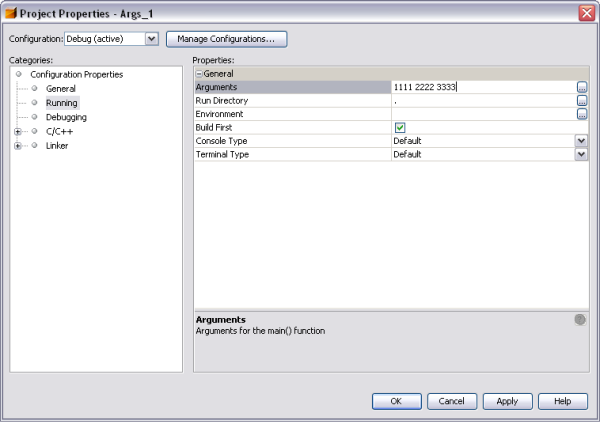 Project Properties - Args_1
Configuration: Debug (active) Manage Configurations...
Categories: Properties:
Configuration Properties
General
Running
Debugging
C/C++
Linker
General
Arguments 1111 2222 3333
Run Directory .
Environment
Build First
Console Type Default
Terminal Type Default
Arguments
Arguments for the main() function
OK Cancel Apply Help